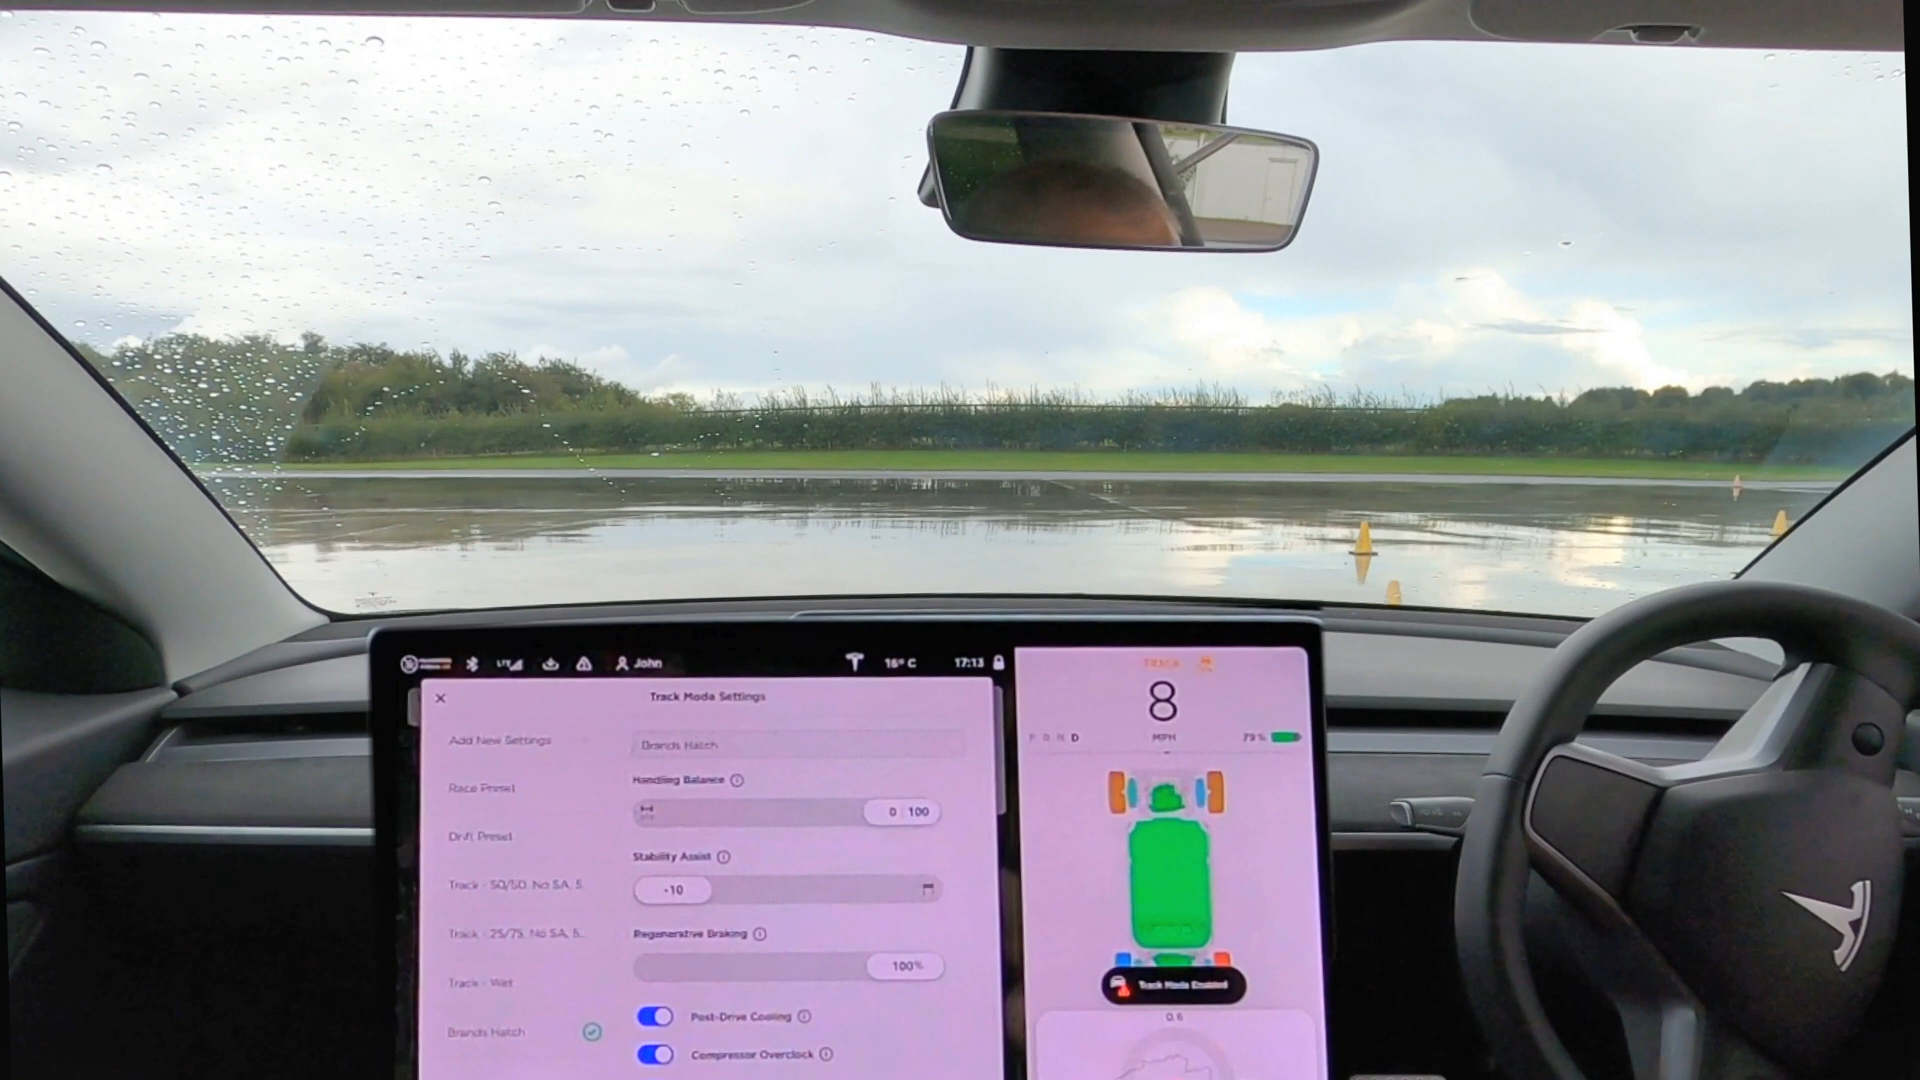 LTE
John
16° C
17:13
Track Mode Settings
Add New Settings
Race Preset
Drift Preset
Track - 50/50, No SA, 5
Track - 25/75, No SA, 5..
Track - Wet
Brands Hatch
Brands Hatch
Handling Balance
0 100
Stability Assist
-10
Regenerative Braking
100%
Post-Drive Cooling
Compressor Overclock
TRACK
8
P R N D
MPH
79 %
Track Mode Enabled
0.6